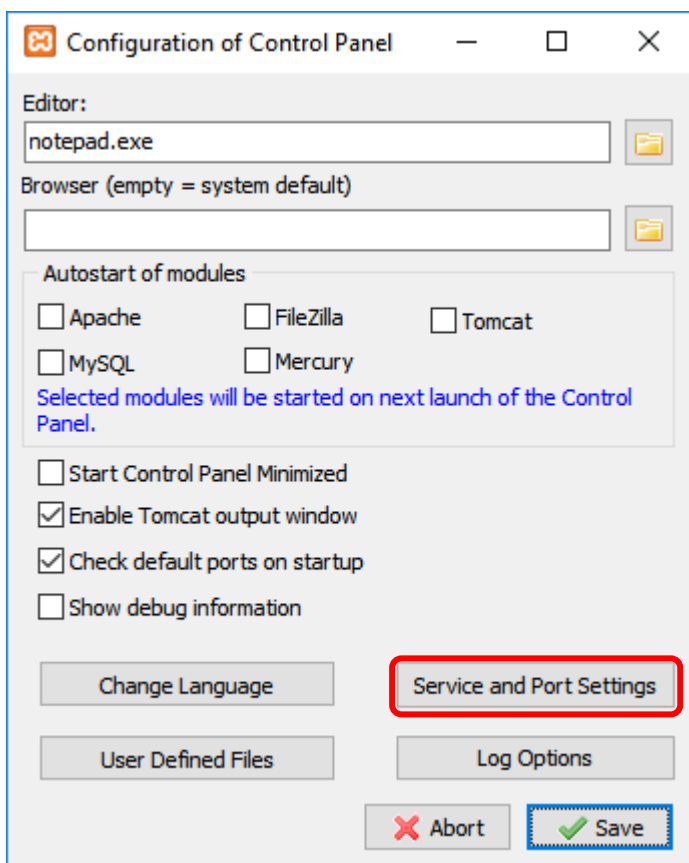 Configuration of Control Panel
Editor:
notepad.exe
Browser (empty = system default)
Autostart of modules
Apache FileZilla Tomcat
MySQL Mercury
Selected modules will be started on next launch of the Control
Panel.
Start Control Panel Minimized
Enable Tomcat output window
Check default ports on startup
Show debug information
Change Language Service and Port Settings
User Defined Files Log Options
Abort Save